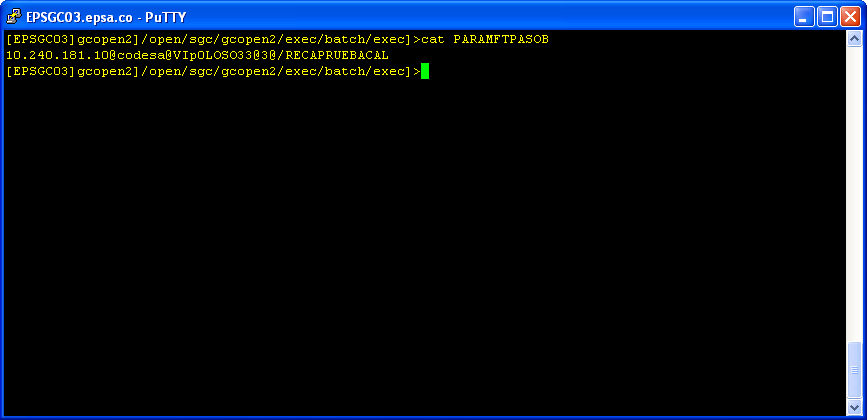 EPSGC03.epsa.co - PuTTY
[EPSGC03]gcopen2]/open/sgc/gcopen2/exec/batch/exec]>cat PARAMFTPASOB
10.240.181.10@codesa@VIpOLOSO33@3@/RECAPRUEBACAL
[EPSGC03]gcopen2]/open/sgc/gcopen2/exec/batch/exec]>